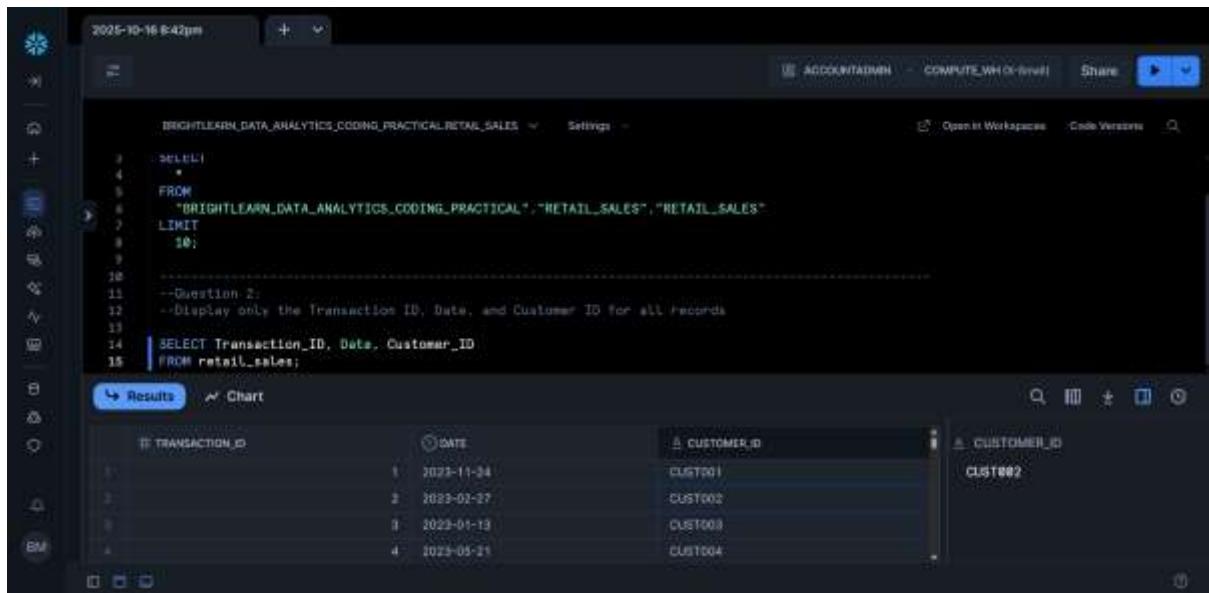 2025-10-16 8:42pm
ACCOUNTADMIN
COMPUTE_WH (X-Small)
Share
BRIGHTLEARN_DATA_ANALYTICS_CODING_PRACTICAL.RETAIL_SALES
Settings
Open in Workspaces
Code Versions
3 SELECT
4 *
5 FROM
6 "BRIGHTLEARN_DATA_ANALYTICS_CODING_PRACTICAL"."RETAIL_SALES"."RETAIL_SALES"
7 LIMIT
8 10;
9
10 --------------------------------------------------------------------------------
11 --Question 2:
12 --Display only the Transaction ID, Date, and Customer ID for all records
13
14 SELECT Transaction_ID, Date, Customer_ID
15 FROM retail_sales;
Results
Chart
TRANSACTION_ID DATE CUSTOMER_ID
1 1 2023-11-24 CUST001
2 2 2023-02-27 CUST002
3 3 2023-01-13 CUST003
4 4 2023-05-21 CUST004
CUSTOMER_ID
CUST002
BM